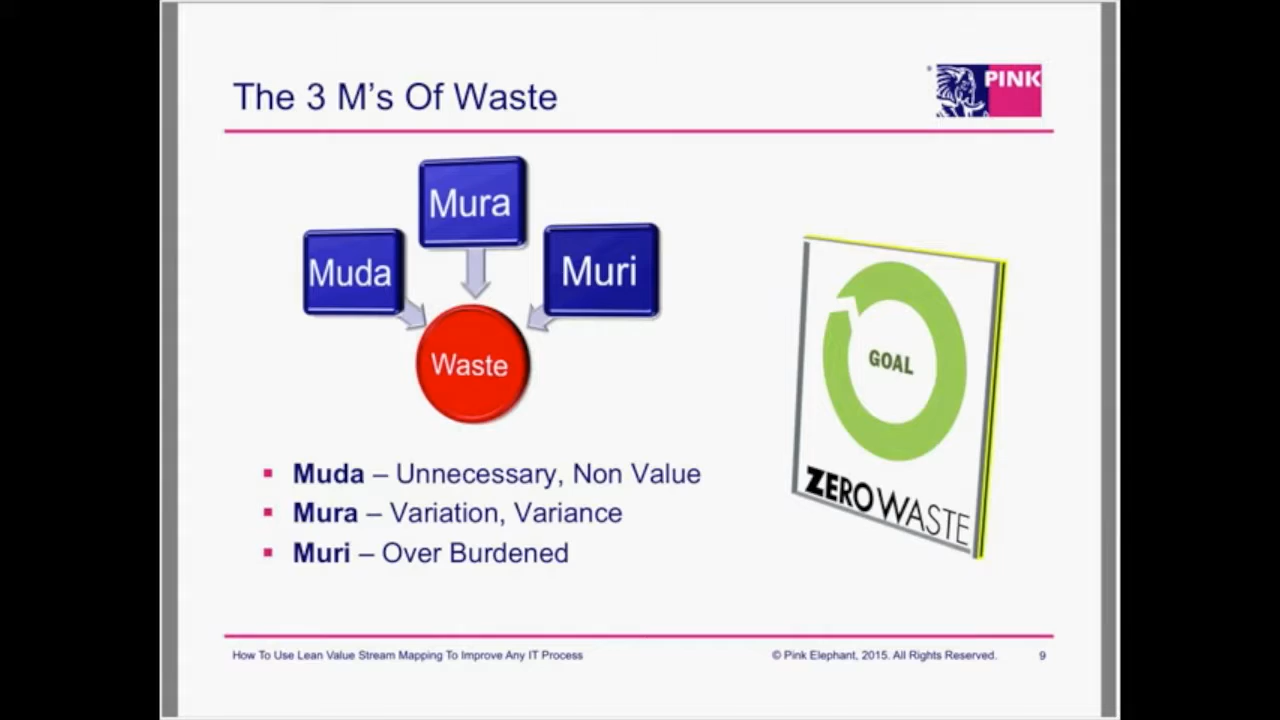 The 3 M's Of Waste
PINK
Mura
Muda
Muri
Waste
GOAL
ZEROWASTE
▪ Muda – Unnecessary, Non Value
▪ Mura – Variation, Variance
▪ Muri – Over Burdened
How To Use Lean Value Stream Mapping To Improve Any IT Process
© Pink Elephant, 2015. All Rights Reserved.
9